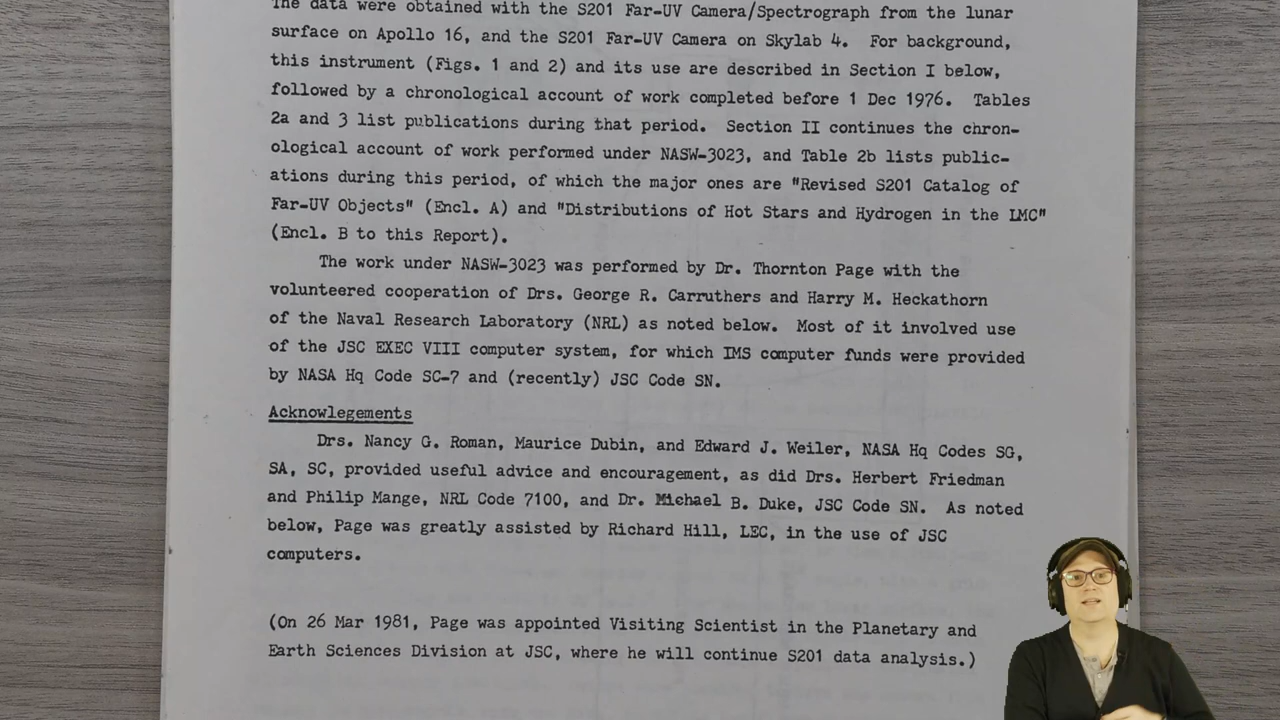 The data were obtained with the S201 Far-UV Camera/Spectrograph from the lunar
surface on Apollo 16, and the S201 Far-UV Camera on Skylab 4. For background,
this instrument (Figs. 1 and 2) and its use are described in Section I below,
followed by a chronological account of work completed before 1 Dec 1976. Tables
2a and 3 list publications during that period. Section II continues the chron-
ological account of work performed under NASW-3023, and Table 2b lists public-
ations during this period, of which the major ones are "Revised S201 Catalog of
Far-UV Objects" (Encl. A) and "Distributions of Hot Stars and Hydrogen in the LMC"
(Encl. B to this Report).
The work under NASW-3023 was performed by Dr. Thornton Page with the
volunteered cooperation of Drs. George R. Carruthers and Harry M. Heckathorn
of the Naval Research Laboratory (NRL) as noted below. Most of it involved use
of the JSC EXEC VIII computer system, for which IMS computer funds were provided
by NASA Hq Code SC-7 and (recently) JSC Code SN.
Acknowlegements
Drs. Nancy G. Roman, Maurice Dubin, and Edward J. Weiler, NASA Hq Codes SG,
SA, SC, provided useful advice and encouragement, as did Drs. Herbert Friedman
and Philip Mange, NRL Code 7100, and Dr. Michael B. Duke, JSC Code SN. As noted
below, Page was greatly assisted by Richard Hill, LEC, in the use of JSC
computers.
(On 26 Mar 1981, Page was appointed Visiting Scientist in the Planetary and
Earth Sciences Division at JSC, where he will continue S201 data analysis.)